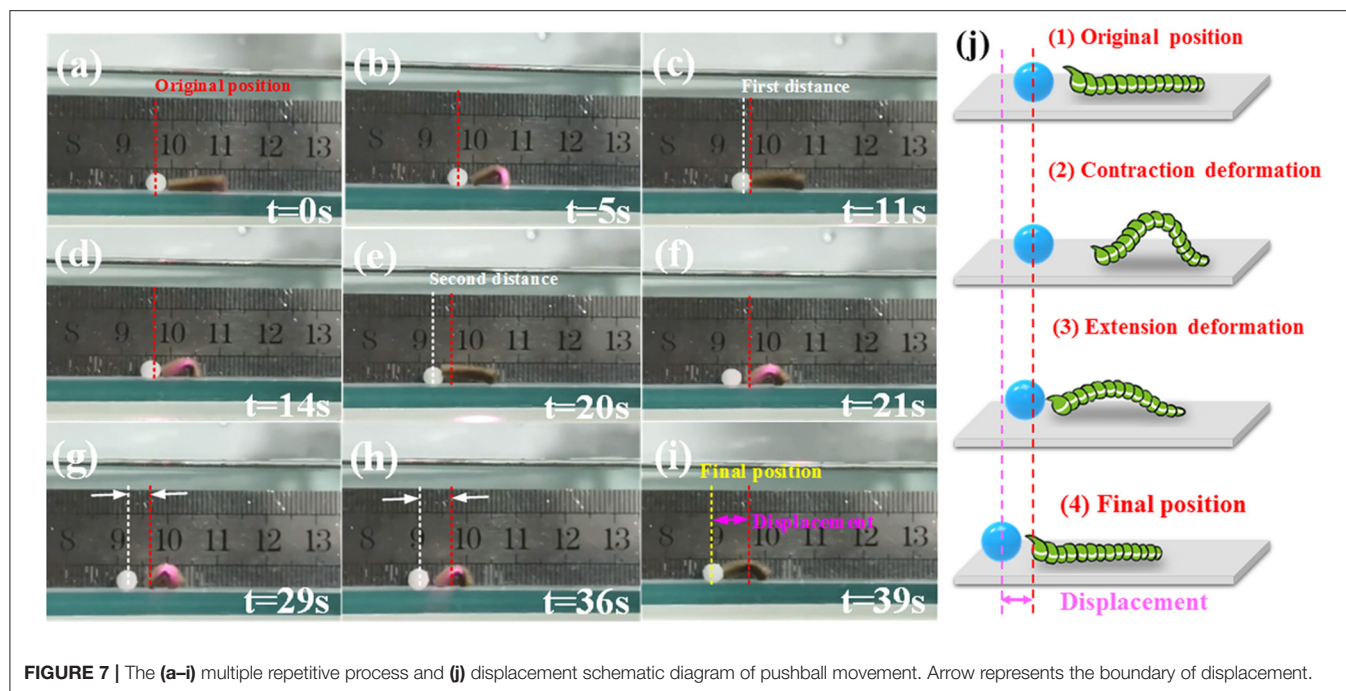 (a)
Original position
8 9 10 11 12 13
t=0s
(b)
8 9 10 11 12 13
t=5s
(c)
First distance
8 9 10 11 12 13
t=11s
(d)
8 9 10 11 12 13
t=14s
(e)
Second distance
8 9 10 11 12 13
t=20s
(f)
8 9 10 11 12 13
t=21s
(g)
8 9 10 11 12 13
t=29s
(h)
8 9 10 11 12 13
t=36s
(i)
Final position
Displacement
8 9 10 11 12 13
t=39s
(j)
(1) Original position
(2) Contraction deformation
(3) Extension deformation
(4) Final position
Displacement
FIGURE 7 | The (a–i) multiple repetitive process and (j) displacement schematic diagram of pushball movement. Arrow represents the boundary of displacement.